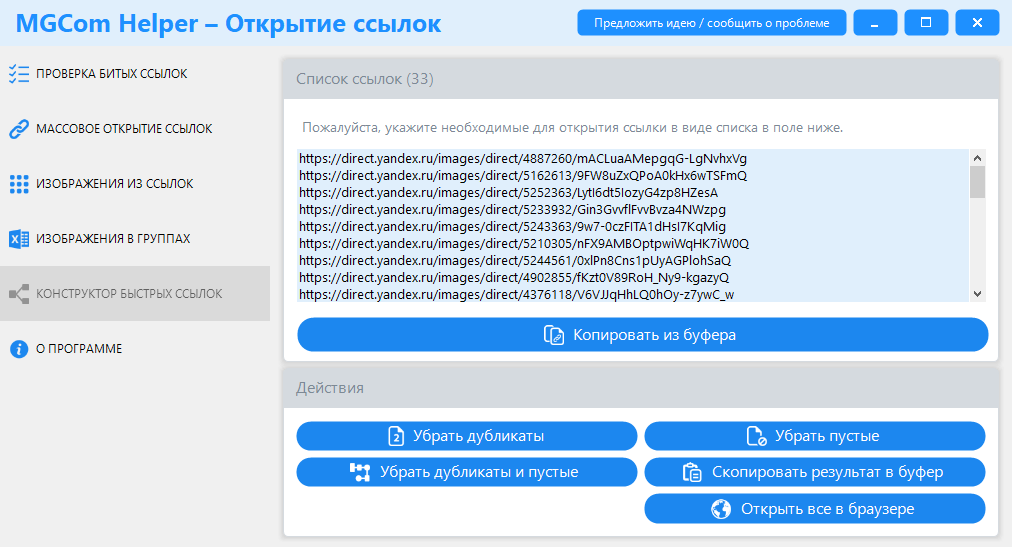 MGCom Helper – Открытие ссылок
Предложить идею / сообщить о проблеме
ПРОВЕРКА БИТЫХ ССЫЛОК
МАССОВОЕ ОТКРЫТИЕ ССЫЛОК
ИЗОБРАЖЕНИЯ ИЗ ССЫЛОК
ИЗОБРАЖЕНИЯ В ГРУППАХ
КОНСТРУКТОР БЫСТРЫХ ССЫЛОК
О ПРОГРАММЕ
Список ссылок (33)
Пожалуйста, укажите необходимые для открытия ссылки в виде списка в поле ниже.
https://direct.yandex.ru/images/direct/4887260/mACLuaAMepgqG-LgNvhxVg
https://direct.yandex.ru/images/direct/5162613/9FW8uZxQPoA0kHx6wTSFmQ
https://direct.yandex.ru/images/direct/5252363/LytI6dt5IozyG4zp8HZesA
https://direct.yandex.ru/images/direct/5233932/Gin3GvvflFvvBvza4NWzpg
https://direct.yandex.ru/images/direct/5243363/9w7-0czFITA1dHsI7KqMig
https://direct.yandex.ru/images/direct/5210305/nFX9AMBOptpwiWqHK7iW0Q
https://direct.yandex.ru/images/direct/5244561/0xlPn8Cns1pUyAGPlohSaQ
https://direct.yandex.ru/images/direct/4902855/fKzt0V89RoH_Ny9-kgazyQ
https://direct.yandex.ru/images/direct/4376118/V6VJJqHhLQ0hOy-z7ywC_w
Копировать из буфера
Действия
Убрать дубликаты
Убрать пустые
Убрать дубликаты и пустые
Скопировать результат в буфер
Открыть все в браузере